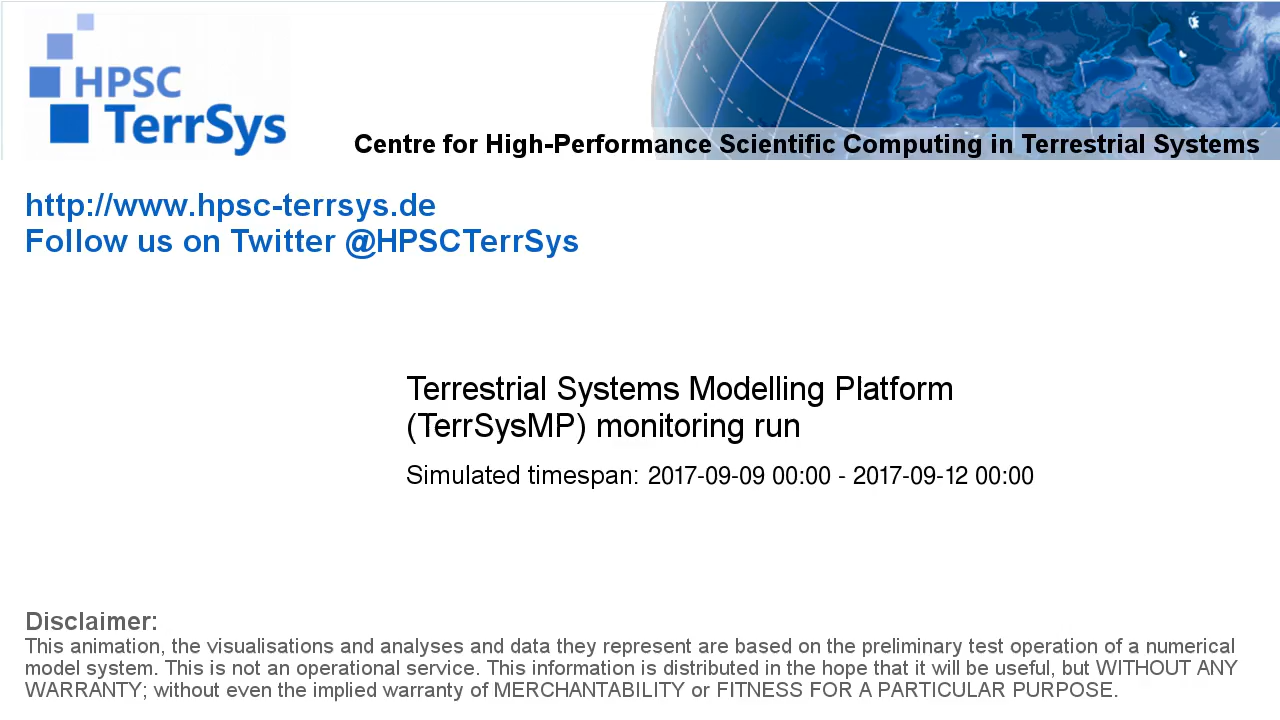 HPSC
TerrSys
Centre for High-Performance Scientific Computing in Terrestrial Systems
http://www.hpsc-terrsys.de
Follow us on Twitter @HPSCTerrSys
Terrestrial Systems Modelling Platform
(TerrSysMP) monitoring run
Simulated timespan: 2017-09-09 00:00 - 2017-09-12 00:00
Disclaimer:
This animation, the visualisations and analyses and data they represent are based on the preliminary test operation of a numerical
model system. This is not an operational service. This information is distributed in the hope that it will be useful, but WITHOUT ANY
WARRANTY; without even the implied warranty of MERCHANTABILITY or FITNESS FOR A PARTICULAR PURPOSE.